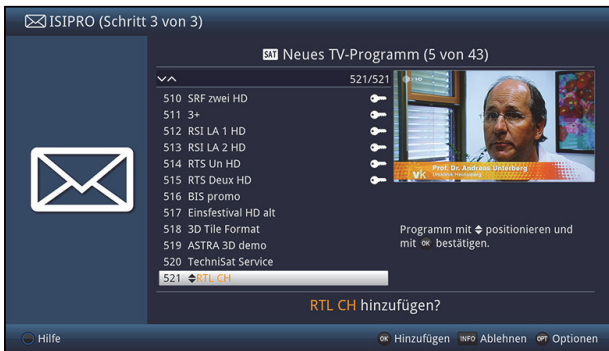 ISIPRO (Schritt 3 von 3)
SAT Neues TV-Programm (5 von 43)
521/521
510 SRF zwei HD
511 3+
512 RSI LA 1 HD
513 RSI LA 2 HD
514 RTS Un HD
515 RTS Deux HD
516 BIS promo
517 Einsfestival HD alt
518 3D Tile Format
519 ASTRA 3D demo
520 TechniSat Service
521 RTL CH
vk Prof. Dr. Andreas Unterberg
Uniklinik Heidelberg
Programm mit positionieren und
mit OK bestätigen.
RTL CH hinzufügen?
Hilfe
OK Hinzufügen INFO Ablehnen OPT Optionen